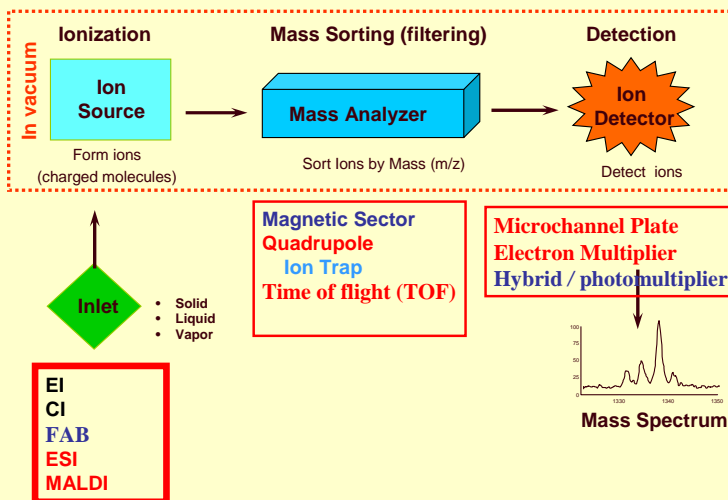 Ionization
Mass Sorting (filtering)
Detection
In vacuum
Ion
Source
Mass Analyzer
Ion
Detector
Form ions
(charged molecules)
Sort Ions by Mass (m/z)
Detect ions
Inlet
• Solid
• Liquid
• Vapor
Magnetic Sector
Quadrupole
Ion Trap
Time of flight (TOF)
Microchannel Plate
Electron Multiplier
Hybrid / photomultiplier
100
75
50
25
0
1330
1340
1350
Mass Spectrum
EI
CI
FAB
ESI
MALDI